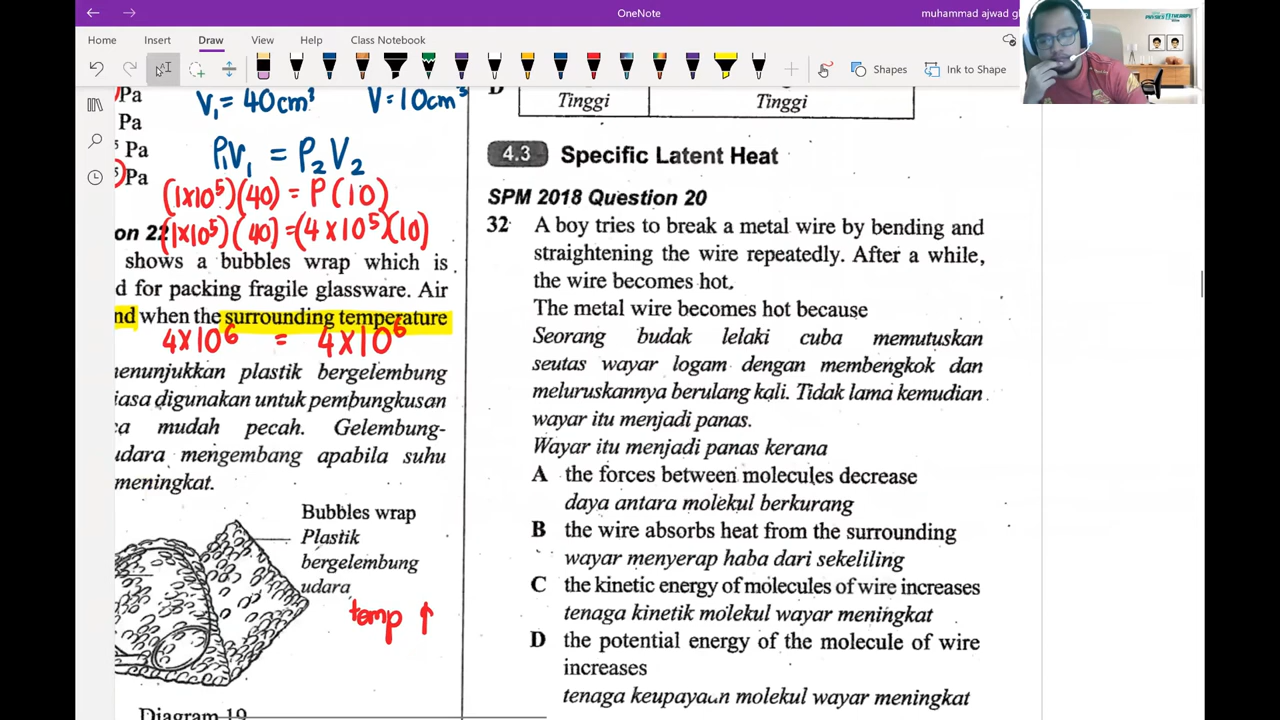 OneNote
muhammad ajwad gh
Home Insert Draw View Help Class Notebook
Shapes Ink to Shape
PHYSICS THERAPY
Pa
Pa
Pa
Pa
V₁ = 40cm³ V = 10cm³
P₁V₁ = P₂V₂
(1×10⁵)(40) = P(10)
(1×10⁵)(40) = (4×10⁵)(10)
on 22
shows a bubbles wrap which is
d for packing fragile glassware. Air
nd when the surrounding temperature
4×10⁶ = 4×10⁶
nenunjukkan plastik bergelembung
iasa digunakan untuk pembungkusan
ca mudah pecah. Gelembung-
udara mengembang apabila suhu
meningkat.
Bubbles wrap
Plastik
bergelembung
udara
temp ↑
Diagram 19
D
Tinggi Tinggi
4.3 Specific Latent Heat
SPM 2018 Question 20
32 A boy tries to break a metal wire by bending and
straightening the wire repeatedly. After a while,
the wire becomes hot.
The metal wire becomes hot because
Seorang budak lelaki cuba memutuskan
seutas wayar logam dengan membengkok dan
meluruskannya berulang kali. Tidak lama kemudian
wayar itu menjadi panas.
Wayar itu menjadi panas kerana
A the forces between molecules decrease
daya antara molekul berkurang
B the wire absorbs heat from the surrounding
wayar menyerap haba dari sekeliling
C the kinetic energy of molecules of wire increases
tenaga kinetik molekul wayar meningkat
D the potential energy of the molecule of wire
increases
tenaga keupayaan molekul wayar meningkat